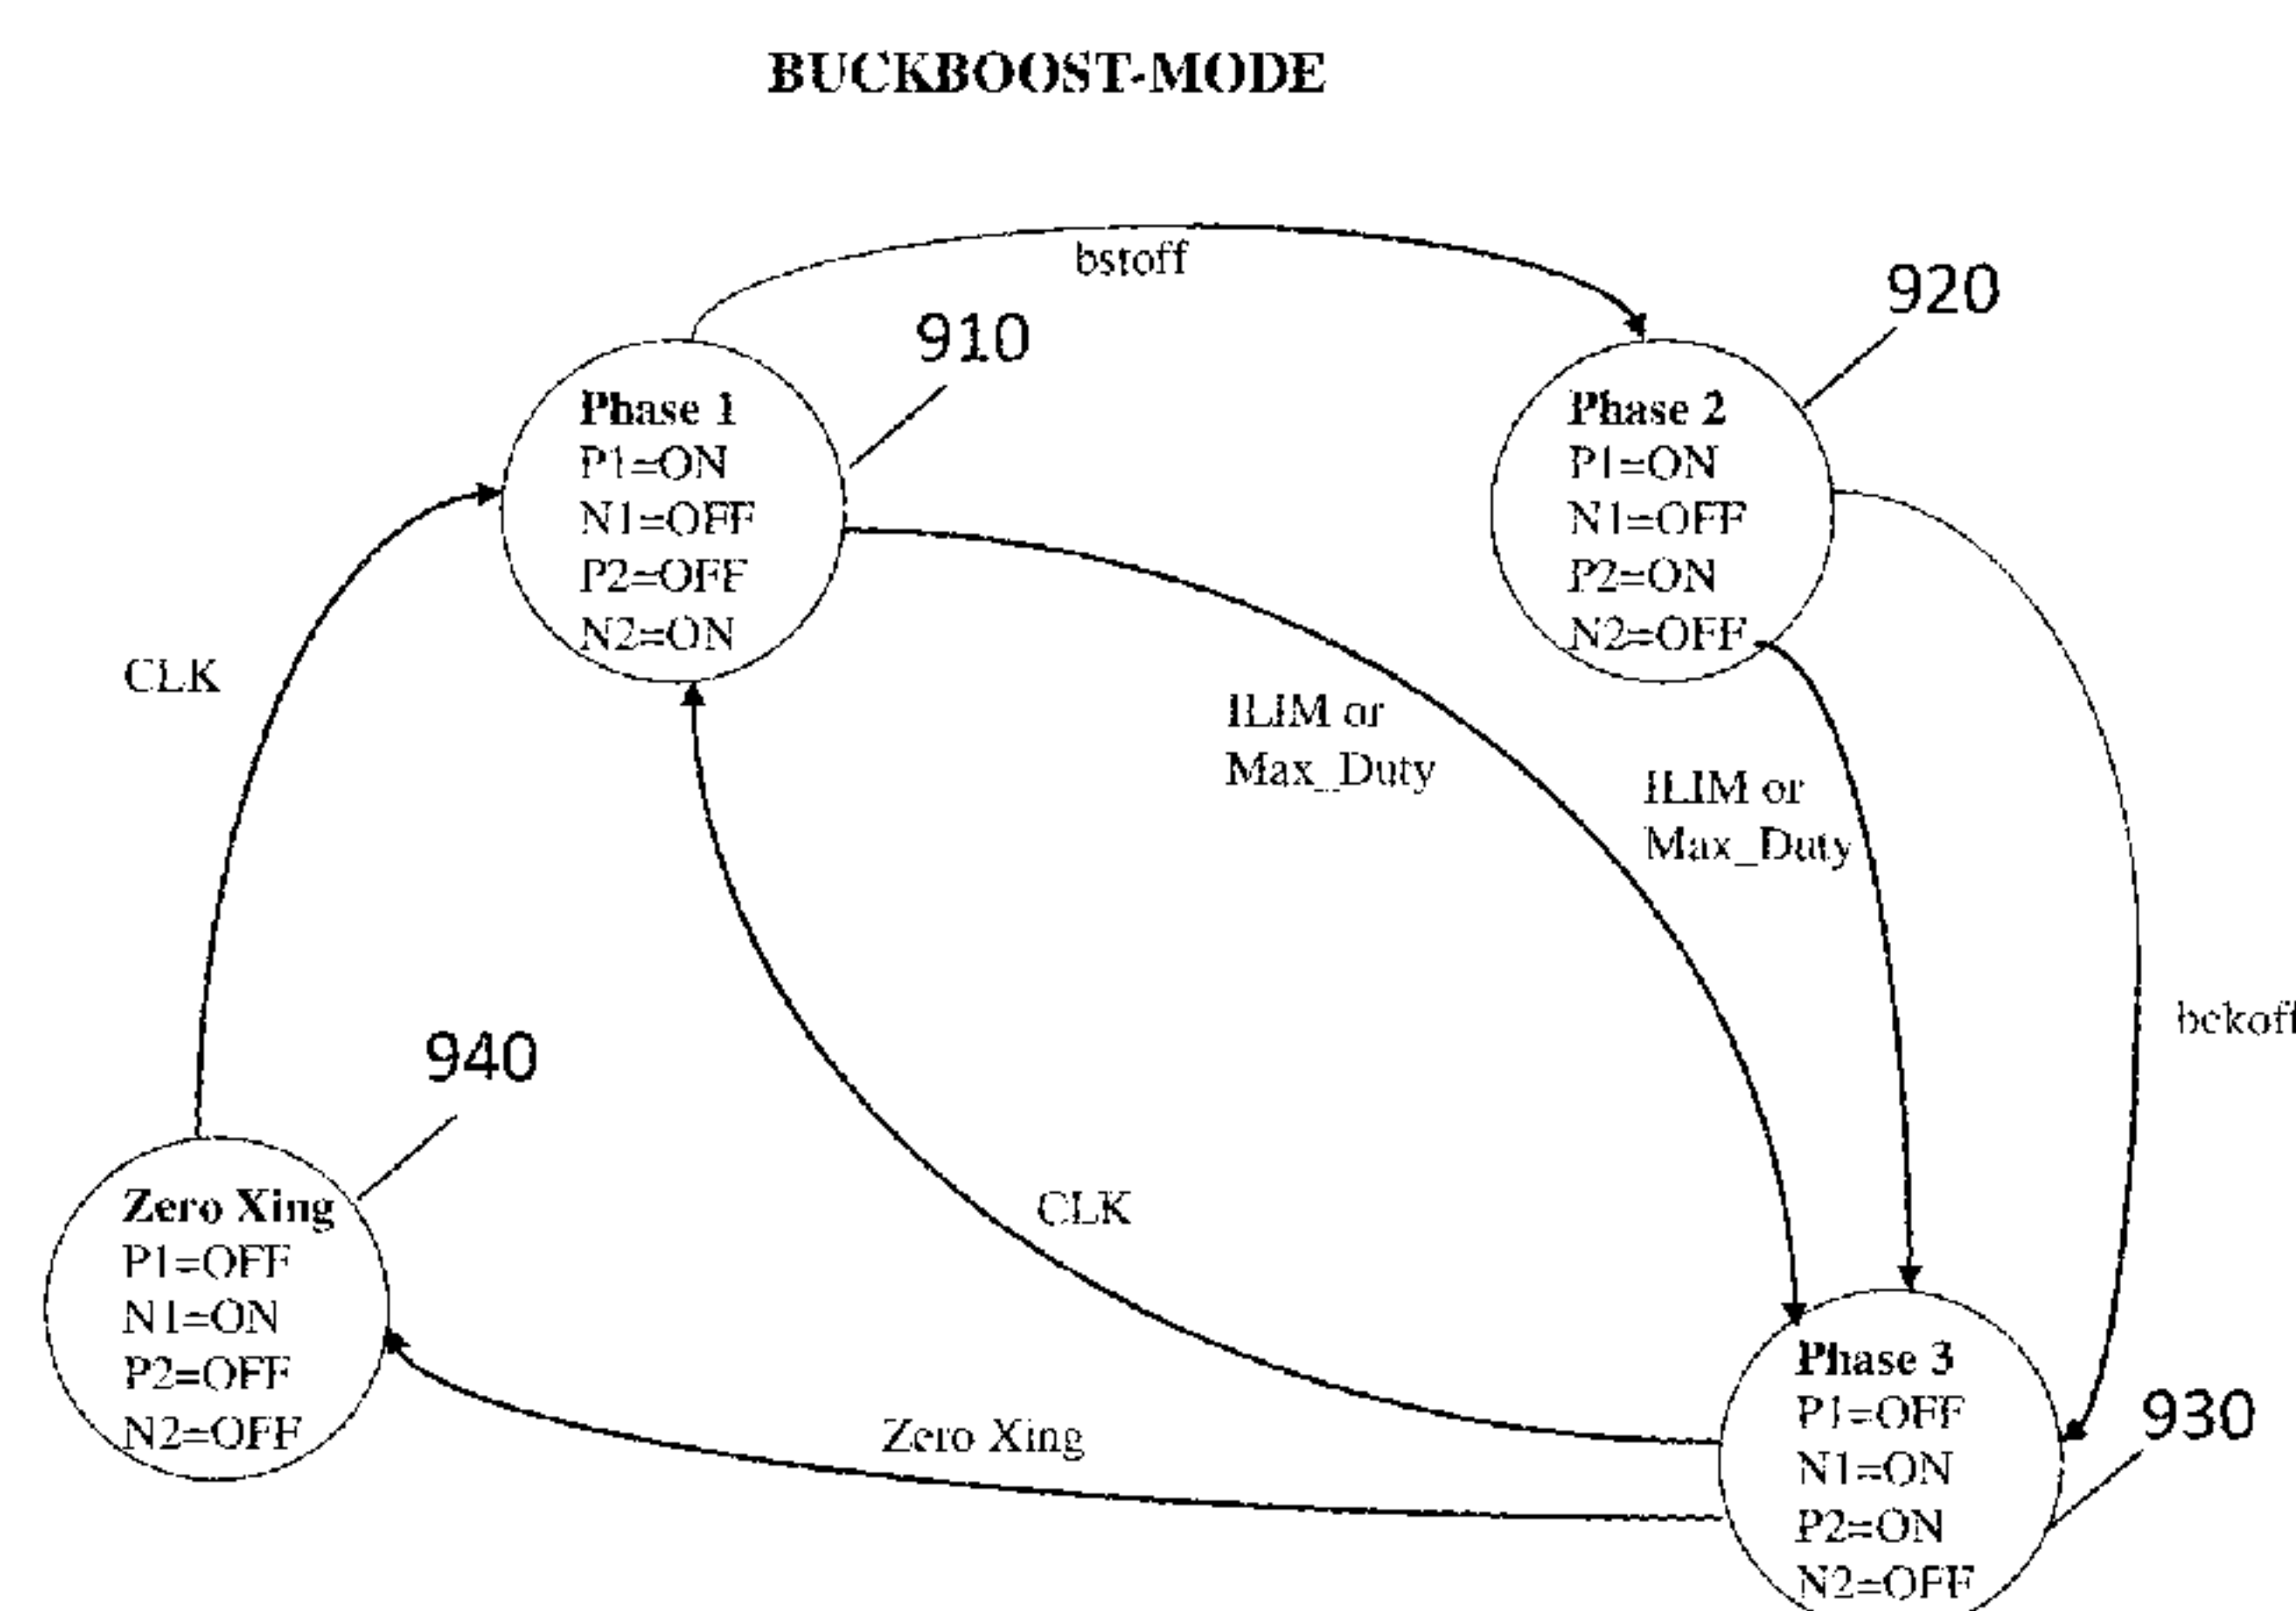 BUCKBOOST-MODE
bstoff
910
920
Phase 1
P1=ON
N1=OFF
P2=OFF
N2=ON
Phase 2
P1=ON
N1=OFF
P2=ON
N2=OFF
CLK
ILIM or
Max_Duty
ILIM or
Max_Duty
bckoff
940
Zero Xing
P1=OFF
N1=ON
P2=OFF
N2=OFF
CLK
Zero Xing
Phase 3
P1=OFF
N1=ON
P2=ON
N2=OFF
930